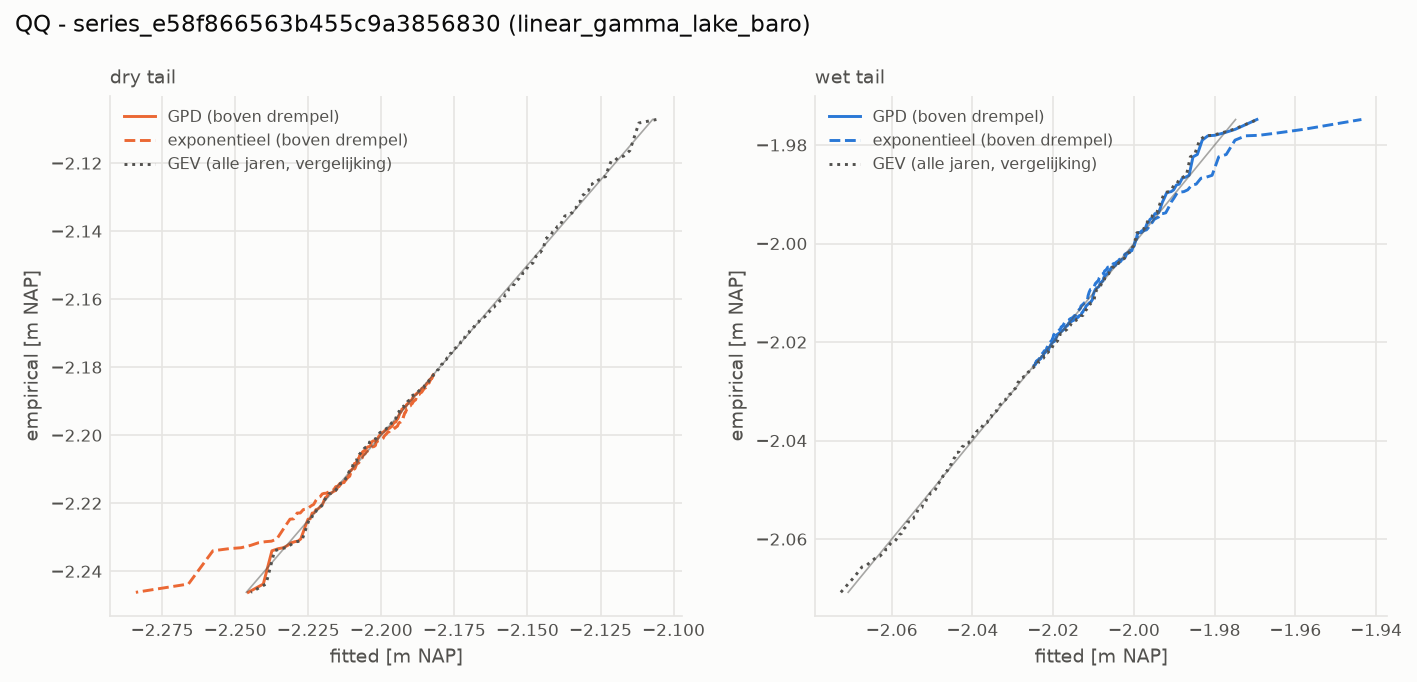 QQ - series_e58f866563b455c9a3856830 (linear_gamma_lake_baro)
dry tail
GPD (boven drempel)
exponentieel (boven drempel)
GEV (alle jaren, vergelijking)
empirical [m NAP]
−2.12
−2.14
−2.16
−2.18
−2.20
−2.22
−2.24
−2.275 −2.250 −2.225 −2.200 −2.175 −2.150 −2.125 −2.100
fitted [m NAP]
wet tail
GPD (boven drempel)
exponentieel (boven drempel)
GEV (alle jaren, vergelijking)
empirical [m NAP]
−1.98
−2.00
−2.02
−2.04
−2.06
−2.06 −2.04 −2.02 −2.00 −1.98 −1.96 −1.94
fitted [m NAP]